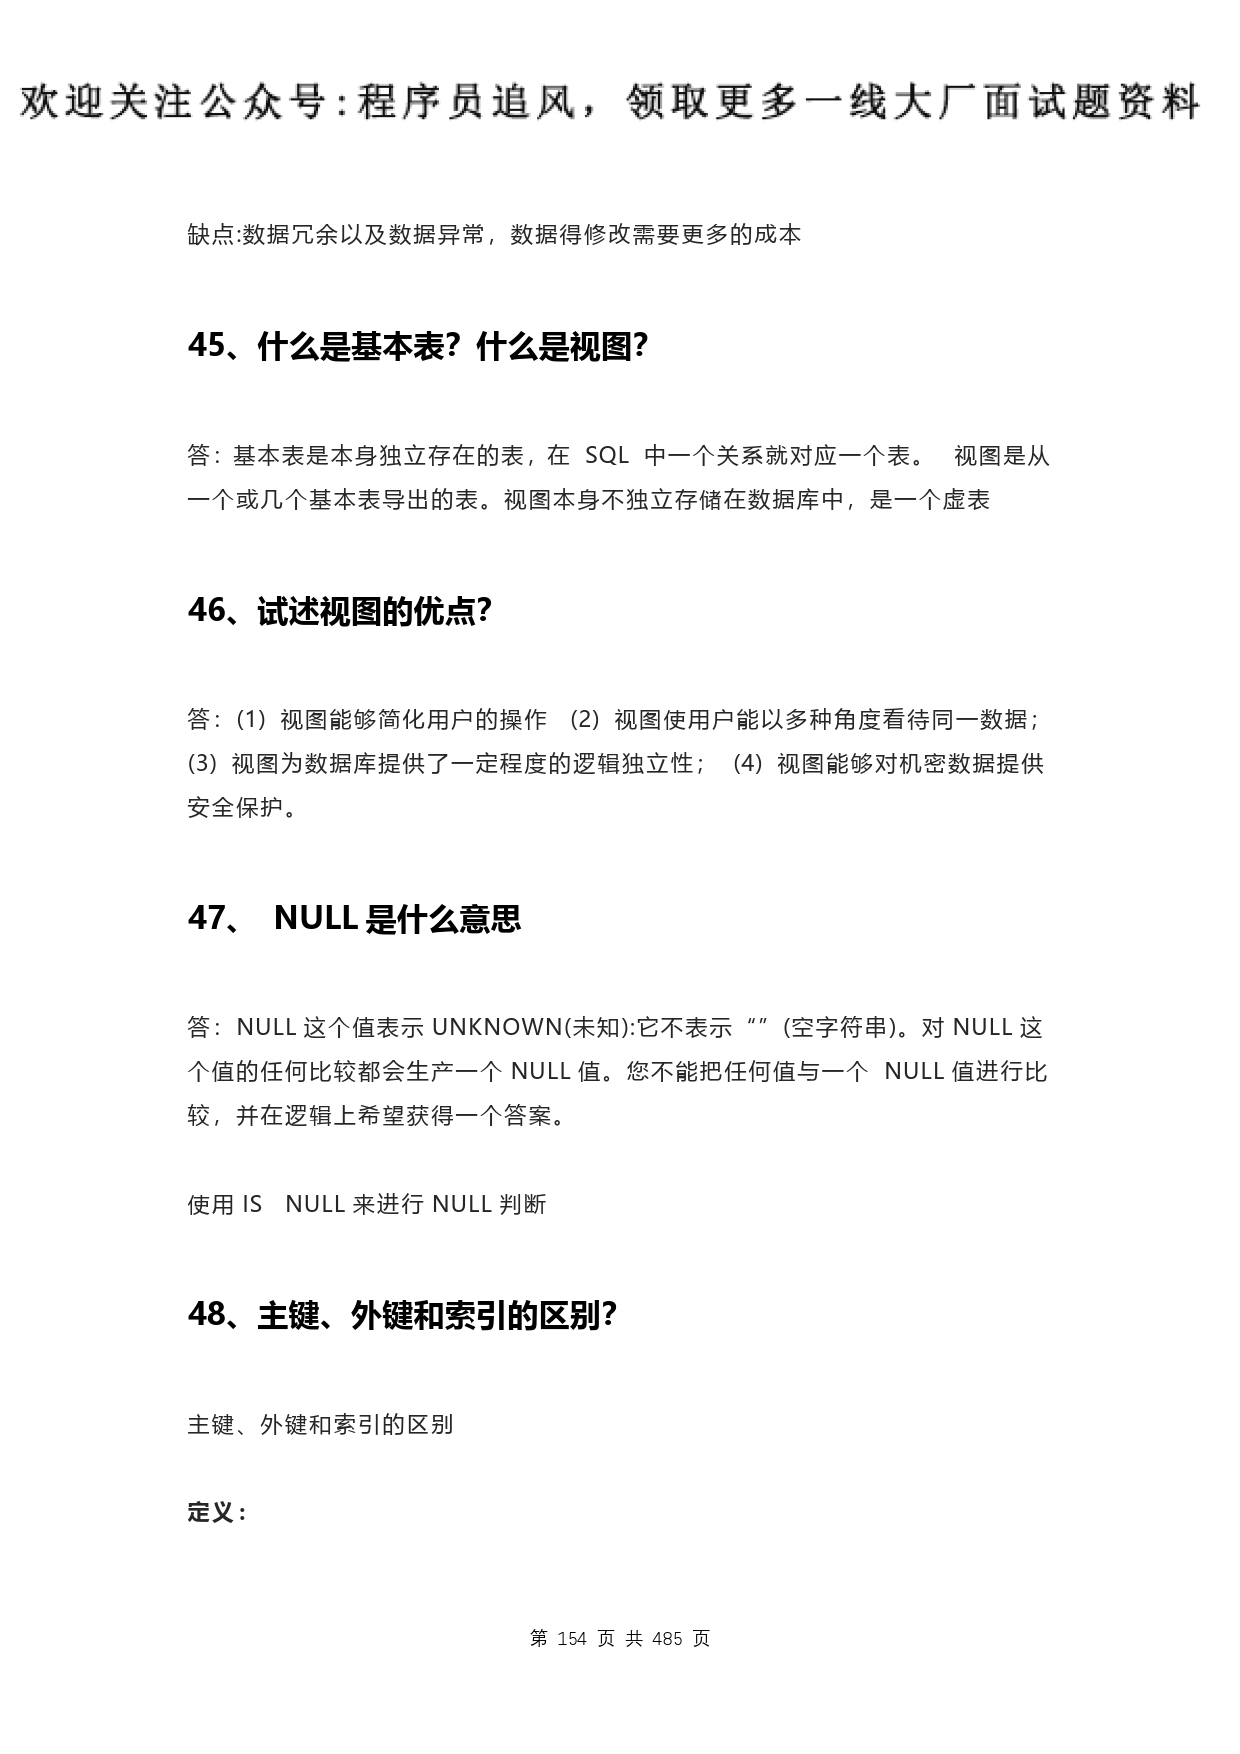 欢迎关注公众号:程序员追风，领取更多一线大厂面试题资料
缺点:数据冗余以及数据异常，数据得修改需要更多的成本
45、什么是基本表？什么是视图？
答：基本表是本身独立存在的表，在 SQL 中一个关系就对应一个表。 视图是从
一个或几个基本表导出的表。视图本身不独立存储在数据库中，是一个虚表
46、试述视图的优点？
答：(1) 视图能够简化用户的操作 (2) 视图使用户能以多种角度看待同一数据；
(3) 视图为数据库提供了一定程度的逻辑独立性； (4) 视图能够对机密数据提供
安全保护。
47、 NULL 是什么意思
答：NULL 这个值表示 UNKNOWN(未知):它不表示“”(空字符串)。对 NULL 这
个值的任何比较都会生产一个 NULL 值。您不能把任何值与一个 NULL 值进行比
较，并在逻辑上希望获得一个答案。
使用 IS NULL 来进行 NULL 判断
48、主键、外键和索引的区别？
主键、外键和索引的区别
定义：
第 154 页 共 485 页